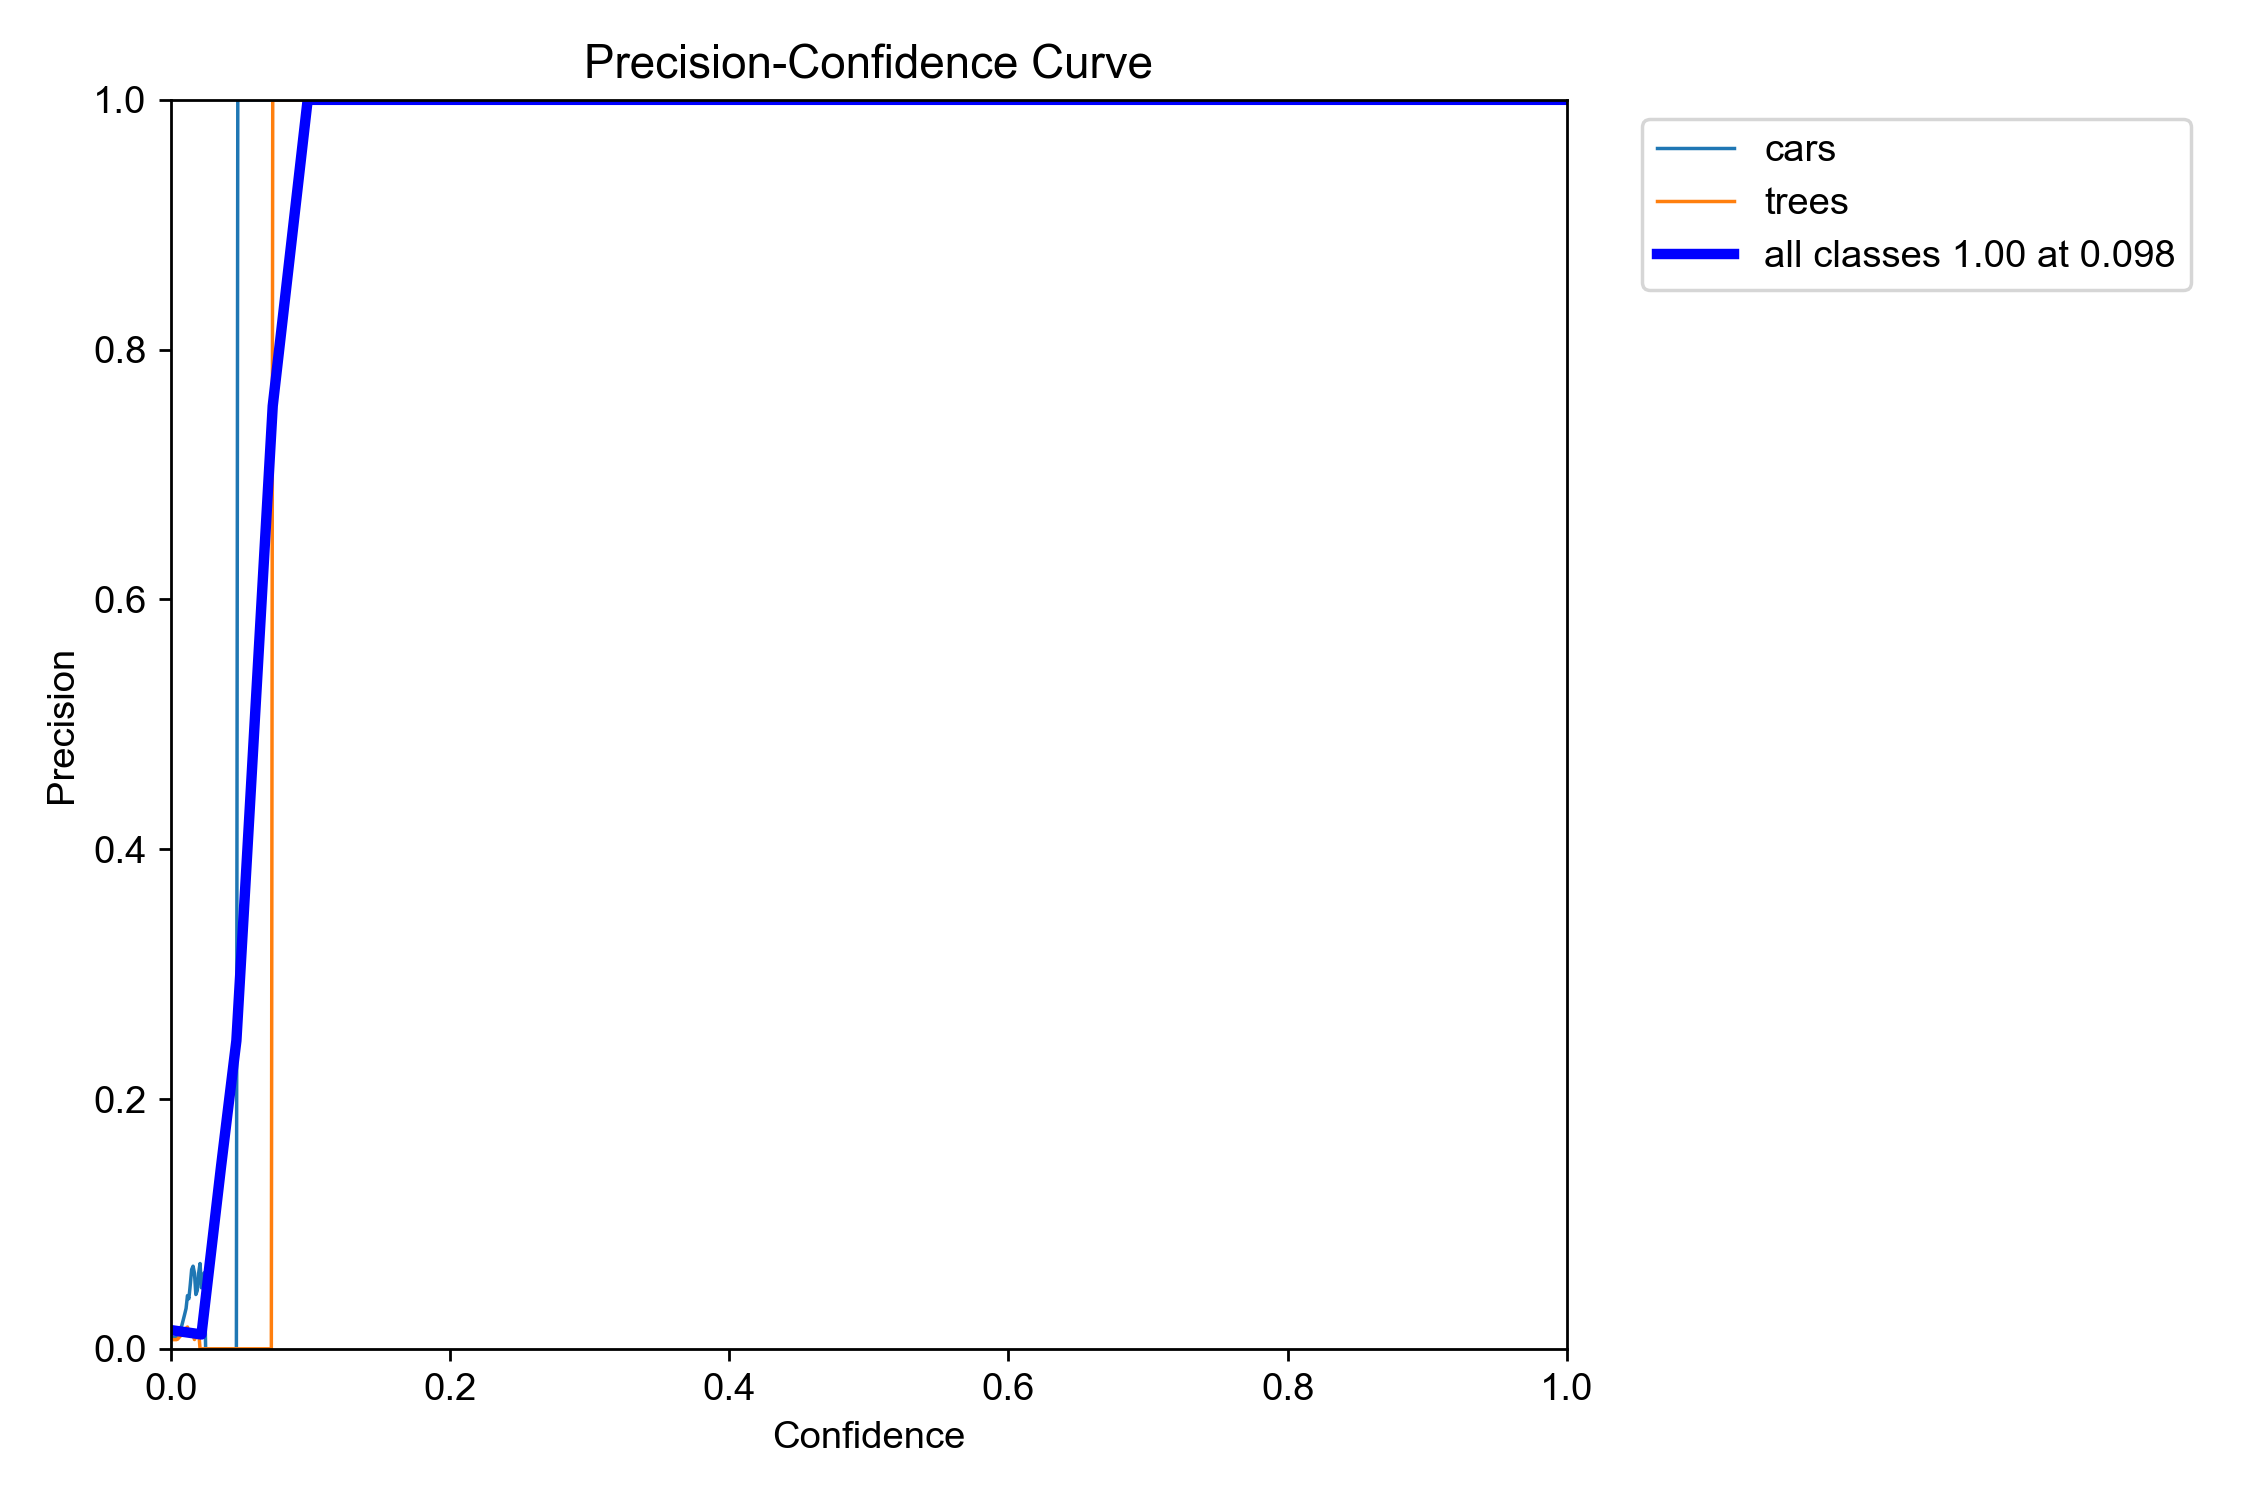 Precision-Confidence Curve
1.0
0.8
0.6
0.4
0.2
0.0
Precision
0.0 0.2 0.4 0.6 0.8 1.0
Confidence
cars
trees
all classes 1.00 at 0.098